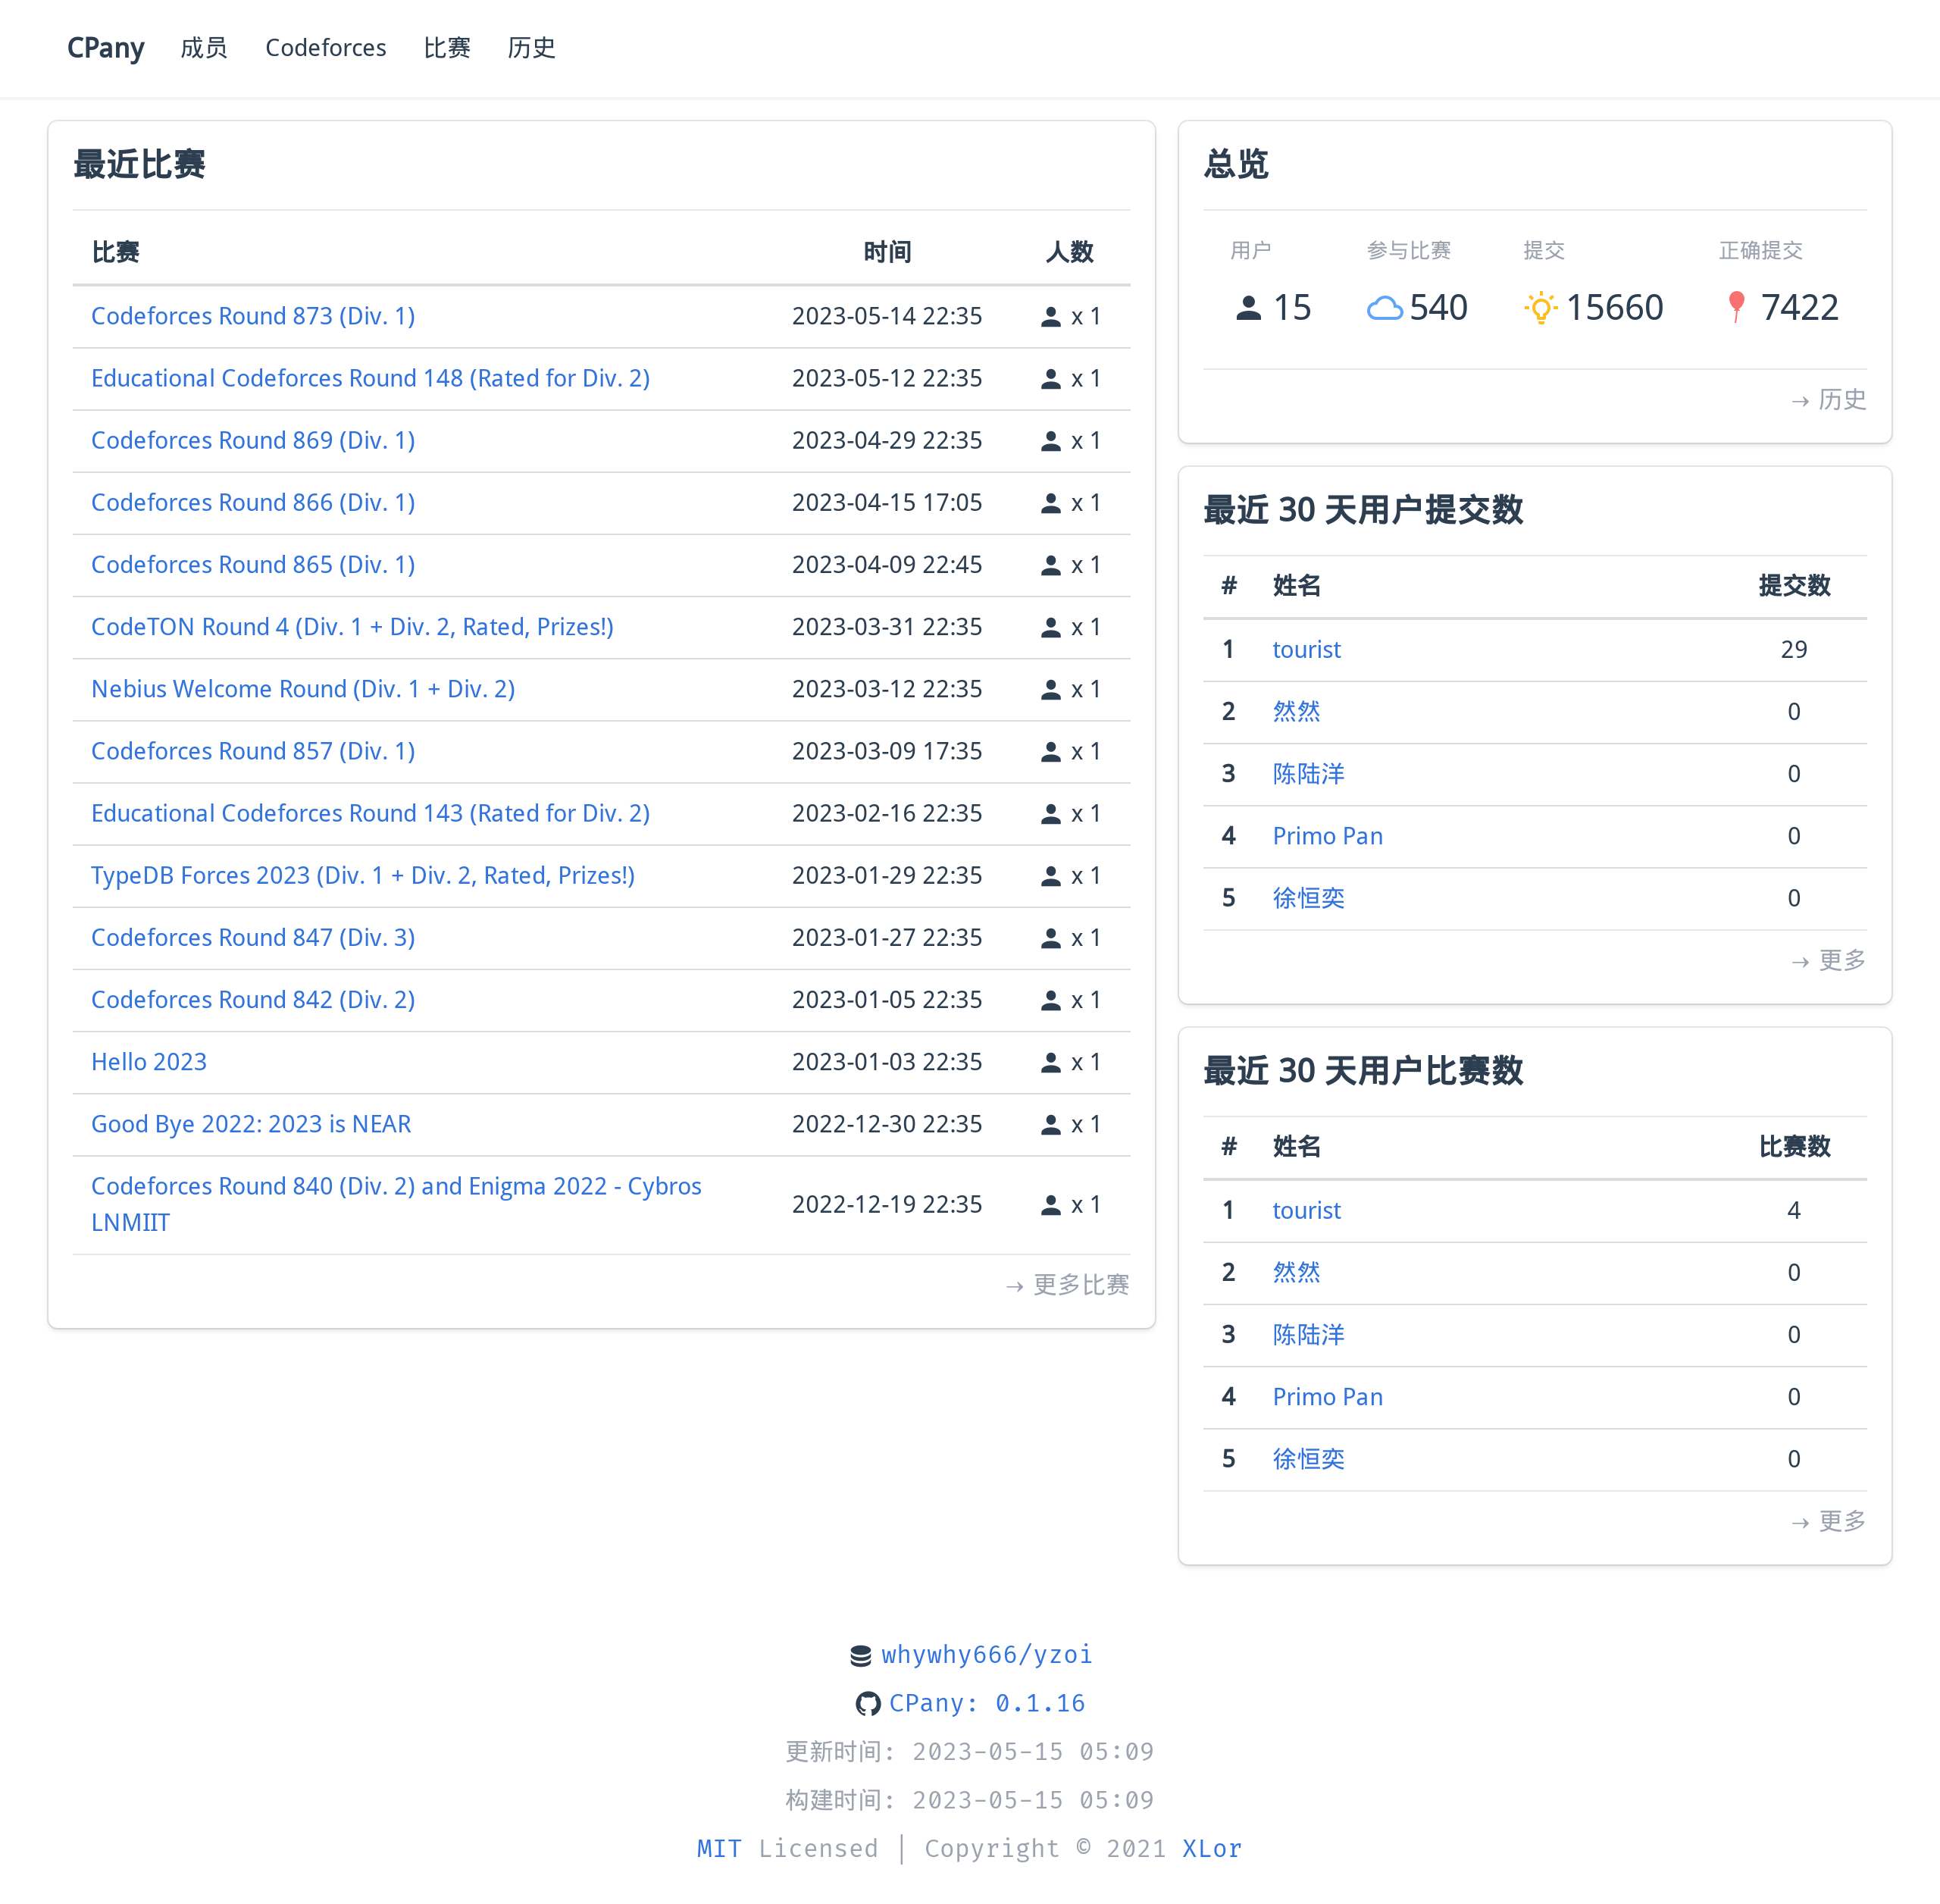 CPany 成员 Codeforces 比赛 历史
最近比赛
比赛 时间 人数
Codeforces Round 873 (Div. 1) 2023-05-14 22:35 x 1
Educational Codeforces Round 148 (Rated for Div. 2) 2023-05-12 22:35 x 1
Codeforces Round 869 (Div. 1) 2023-04-29 22:35 x 1
Codeforces Round 866 (Div. 1) 2023-04-15 17:05 x 1
Codeforces Round 865 (Div. 1) 2023-04-09 22:45 x 1
CodeTON Round 4 (Div. 1 + Div. 2, Rated, Prizes!) 2023-03-31 22:35 x 1
Nebius Welcome Round (Div. 1 + Div. 2) 2023-03-12 22:35 x 1
Codeforces Round 857 (Div. 1) 2023-03-09 17:35 x 1
Educational Codeforces Round 143 (Rated for Div. 2) 2023-02-16 22:35 x 1
TypeDB Forces 2023 (Div. 1 + Div. 2, Rated, Prizes!) 2023-01-29 22:35 x 1
Codeforces Round 847 (Div. 3) 2023-01-27 22:35 x 1
Codeforces Round 842 (Div. 2) 2023-01-05 22:35 x 1
Hello 2023 2023-01-03 22:35 x 1
Good Bye 2022: 2023 is NEAR 2022-12-30 22:35 x 1
Codeforces Round 840 (Div. 2) and Enigma 2022 - Cybros
LNMIIT 2022-12-19 22:35 x 1
→ 更多比赛
总览
用户 参与比赛 提交 正确提交
15 540 15660 7422
→ 历史
最近 30 天用户提交数
# 姓名 提交数
1 tourist 29
2 然然 0
3 陈陆洋 0
4 Primo Pan 0
5 徐恒奕 0
→ 更多
最近 30 天用户比赛数
# 姓名 比赛数
1 tourist 4
2 然然 0
3 陈陆洋 0
4 Primo Pan 0
5 徐恒奕 0
→ 更多
whywhy666/yzoi
CPany: 0.1.16
更新时间: 2023-05-15 05:09
构建时间: 2023-05-15 05:09
MIT Licensed | Copyright © 2021 XLor